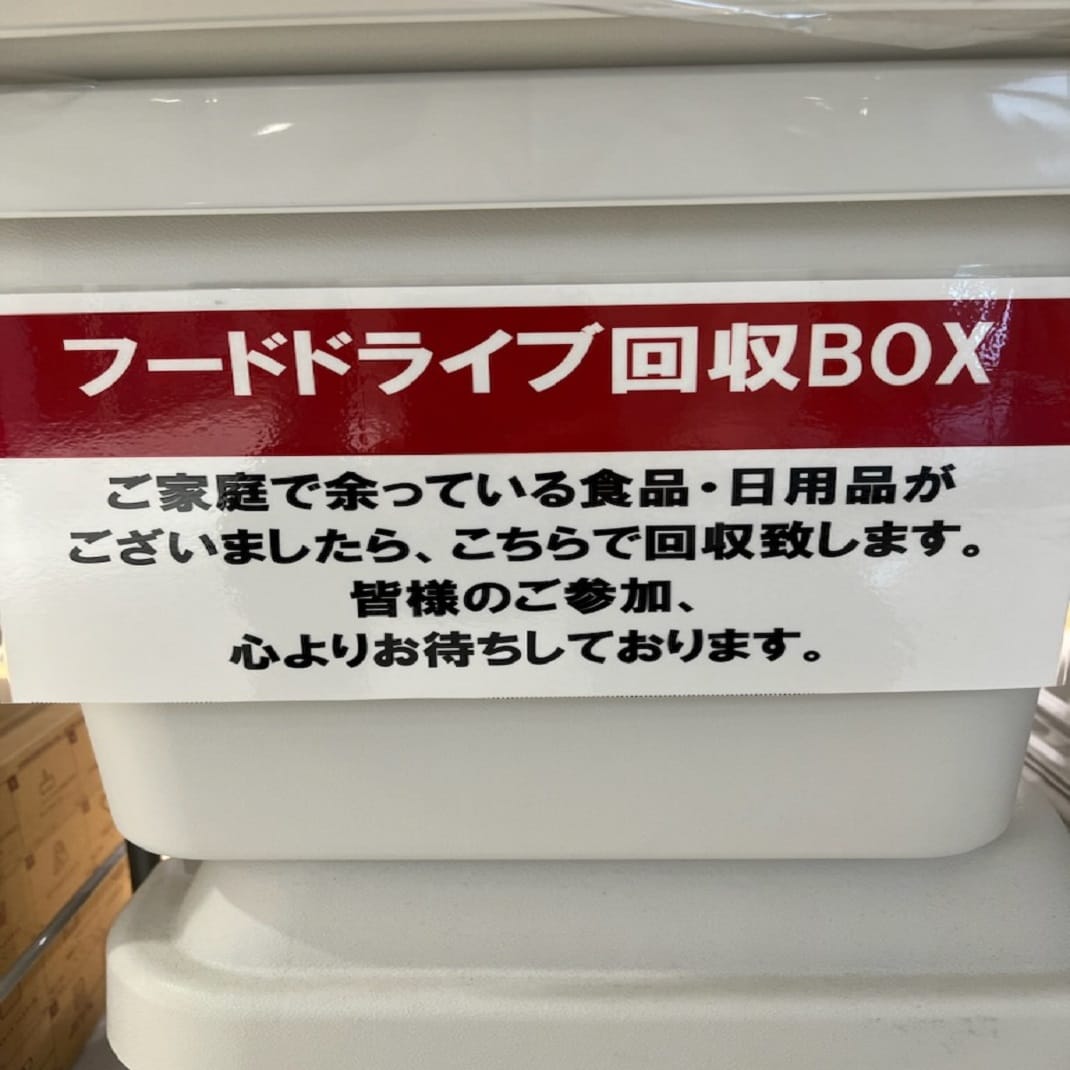 フードドライブ回収BOX
ご家庭で余っている食品・日用品が
ございましたら、こちらで回収致します。
皆様のご参加、
心よりお待ちしております。